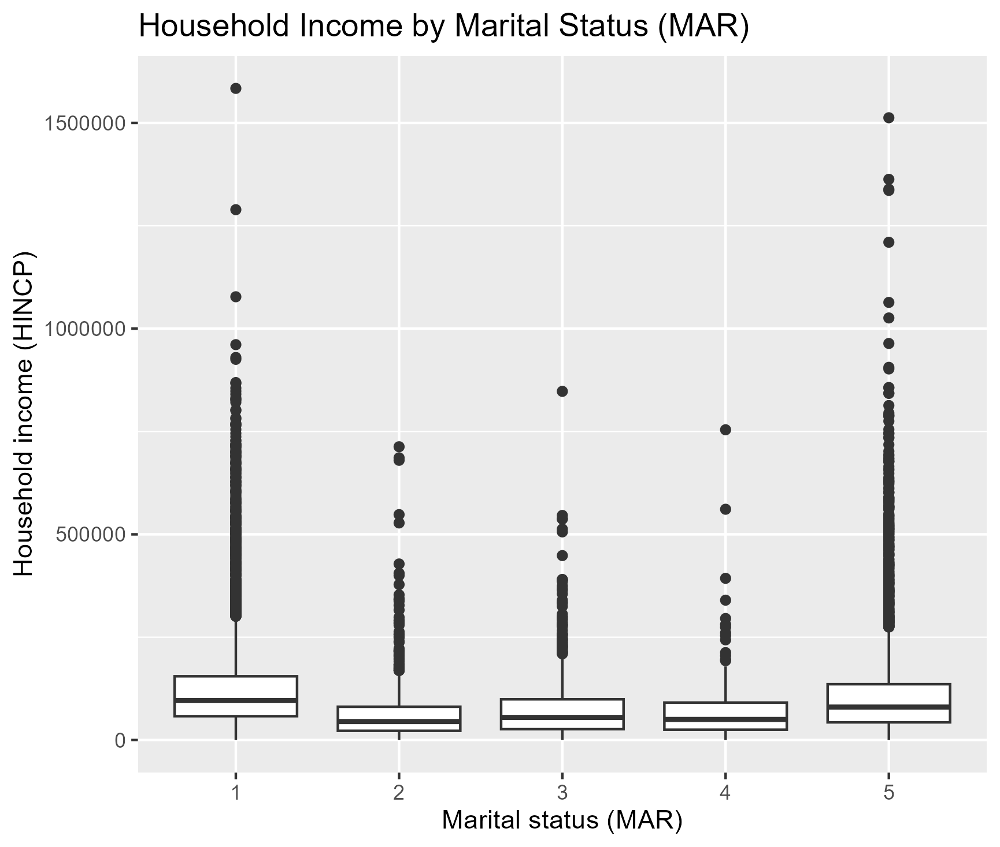 Household Income by Marital Status (MAR)
Household income (HINCP)
1500000
1000000
500000
0
1 2 3 4 5
Marital status (MAR)